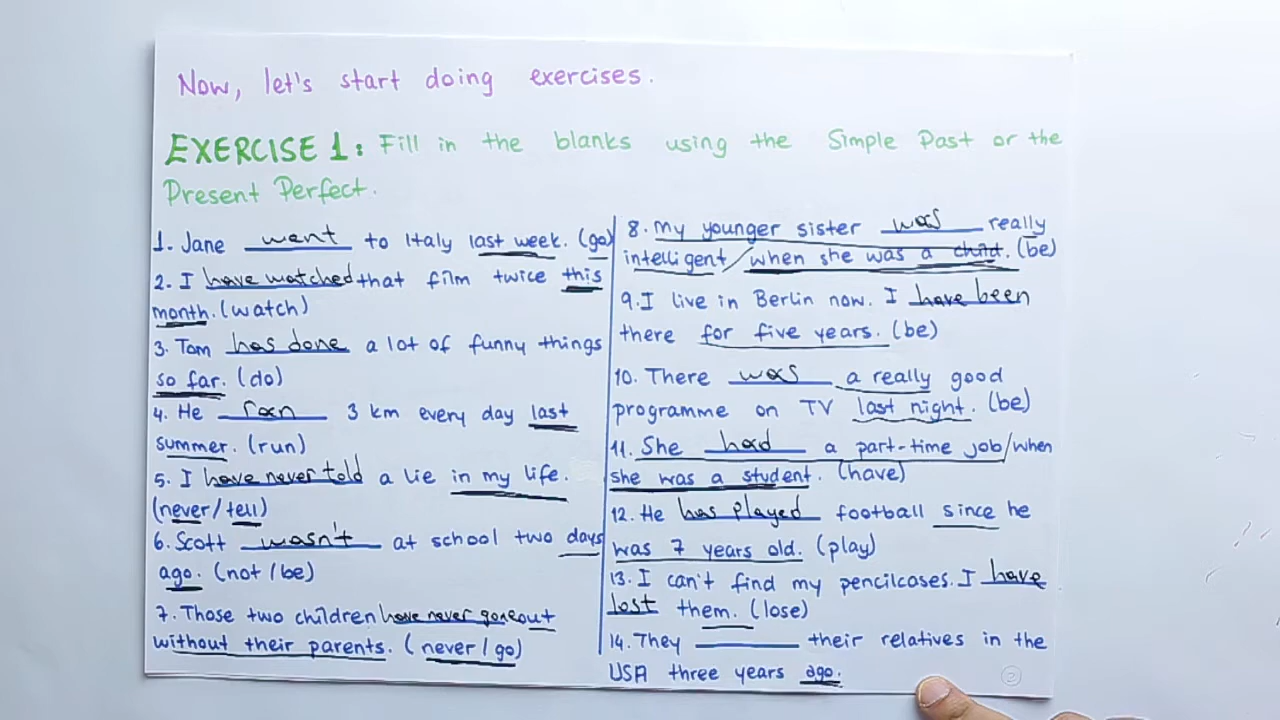 Now, let's start doing exercises.
EXERCISE 1: Fill in the blanks using the Simple Past or the
Present Perfect.
1. Jane went to Italy last week. (go)
2. I have watched that film twice this
month. (watch)
3. Tom has done a lot of funny things
so far. (do)
4. He ran 3 km every day last
summer. (run)
5. I have never told a lie in my life.
(never/tell)
6. Scott wasn't at school two days
ago. (not/be)
7. Those two children have never gone out
without their parents. (never/go)
8. My younger sister was really
intelligent/when she was a child. (be)
9. I live in Berlin now. I have been
there for five years. (be)
10. There was a really good
programme on TV last night. (be)
11. She had a part-time job/when
she was a student. (have)
12. He has played football since he
was 7 years old. (play)
13. I can't find my pencilcases. I have
lost them. (lose)
14. They ________ their relatives in the
USA three years ago.
2